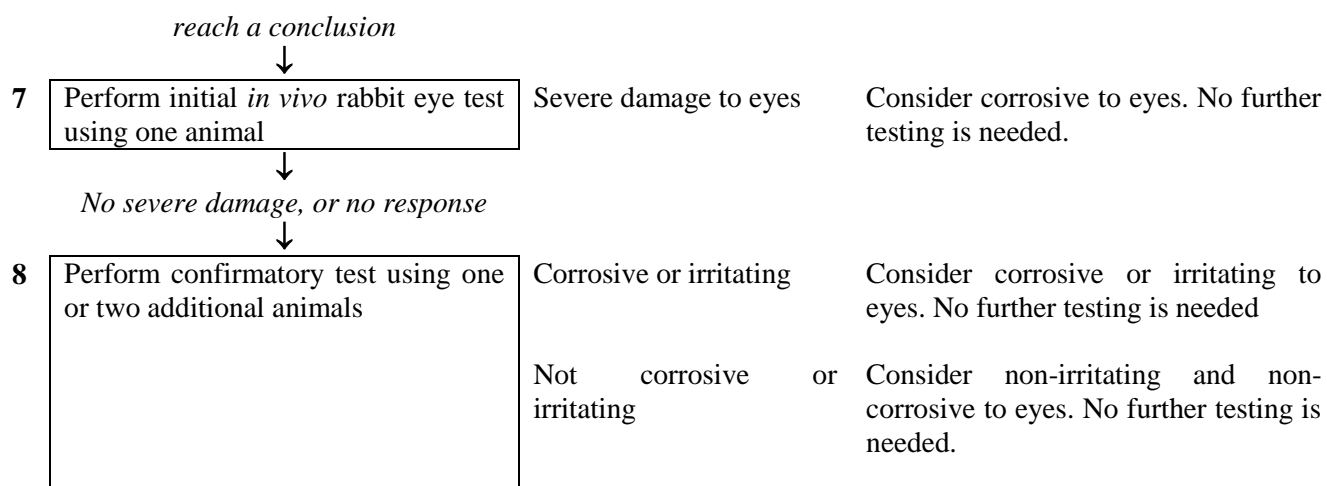 reach a conclusion
↓
7 Perform initial in vivo rabbit eye test Severe damage to eyes Consider corrosive to eyes. No further
using one animal testing is needed.
↓
No severe damage, or no response
↓
8 Perform confirmatory test using one Corrosive or irritating Consider corrosive or irritating to
or two additional animals eyes. No further testing is needed
Not corrosive or Consider non-irritating and non-
irritating corrosive to eyes. No further testing is
needed.